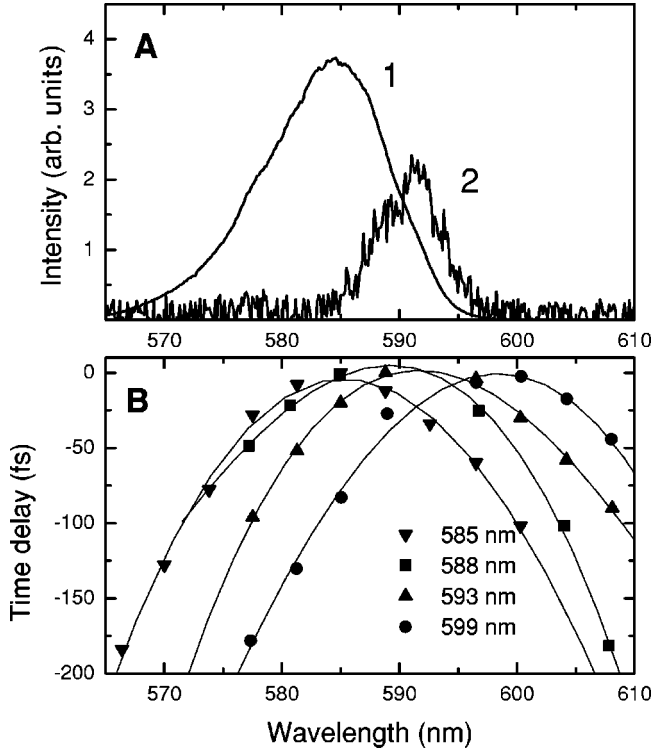 A
1
2
Intensity (arb. units)
4
3
2
1
570 580 590 600 610
B
Time delay (fs)
0
-50
-100
-150
-200
585 nm
588 nm
593 nm
599 nm
570 580 590 600 610
Wavelength (nm)